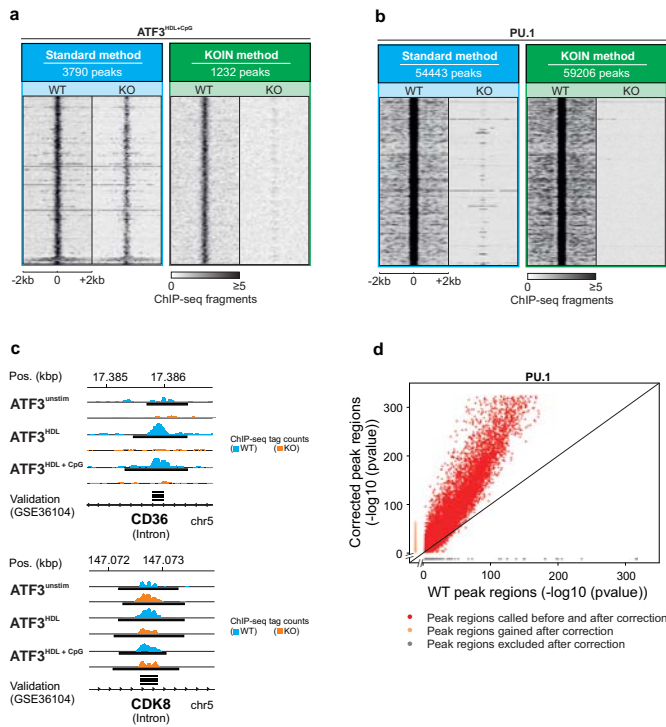 a
ATF3HDL+CpG
Standard method
3790 peaks
KOIN method
1232 peaks
WT KO WT KO
-2kb 0 +2kb
0 ≥5
ChIP-seq fragments
b
PU.1
Standard method
54443 peaks
KOIN method
59206 peaks
WT KO WT KO
-2kb 0 +2kb
0 ≥5
ChIP-seq fragments
c
Pos. (kbp) 17.385 17.386
ATF3unstim
ATF3HDL
ATF3HDL + CpG
ChIP-seq tag counts
( WT) ( KO)
Validation
(GSE36104)
CD36
(Intron)
chr5
Pos. (kbp) 147.072 147.073
ATF3unstim
ATF3HDL
ATF3HDL + CpG
ChIP-seq tag counts
( WT) ( KO)
Validation
(GSE36104)
CDK8
(Intron)
chr5
d
PU.1
Corrected peak regions
(-log10 (pvalue))
300
200
100
0
0 100 200 300
WT peak regions (-log10 (pvalue))
Peak regions called before and after correction
Peak regions gained after correction
Peak regions excluded after correction